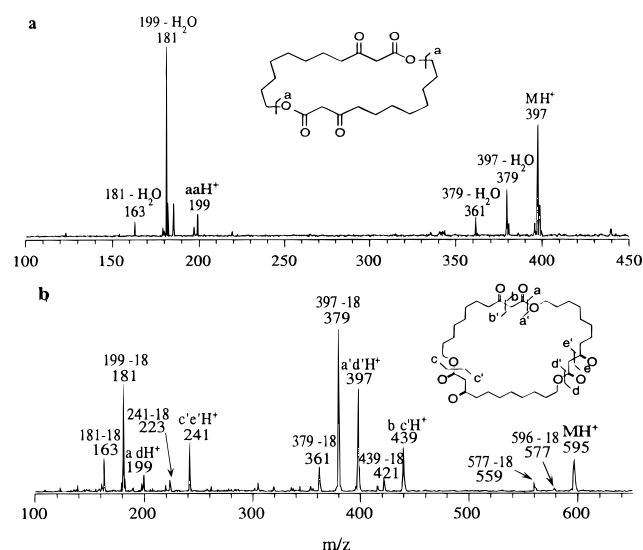 a
199 - H₂O
181
a
O O
O
a
O
O O
MH⁺
397
397 - H₂O
379
379 - H₂O
361
aaH⁺
199
181 - H₂O
163
100 150 200 250 300 350 400 450
b
397 -18
379
O b O a
b' a' O
e'
c O
O c'
O
d' O
O O e
d
199 -18
181
a'd'H⁺
397
241 -18
223
c'e'H⁺
241
b c'H⁺
439
181 -18
163
a dH⁺
199
379 -18
361
439 -18
421
596 - 18
577
MH⁺
595
577 -18
559
100 200 300 400 500 600
m/z